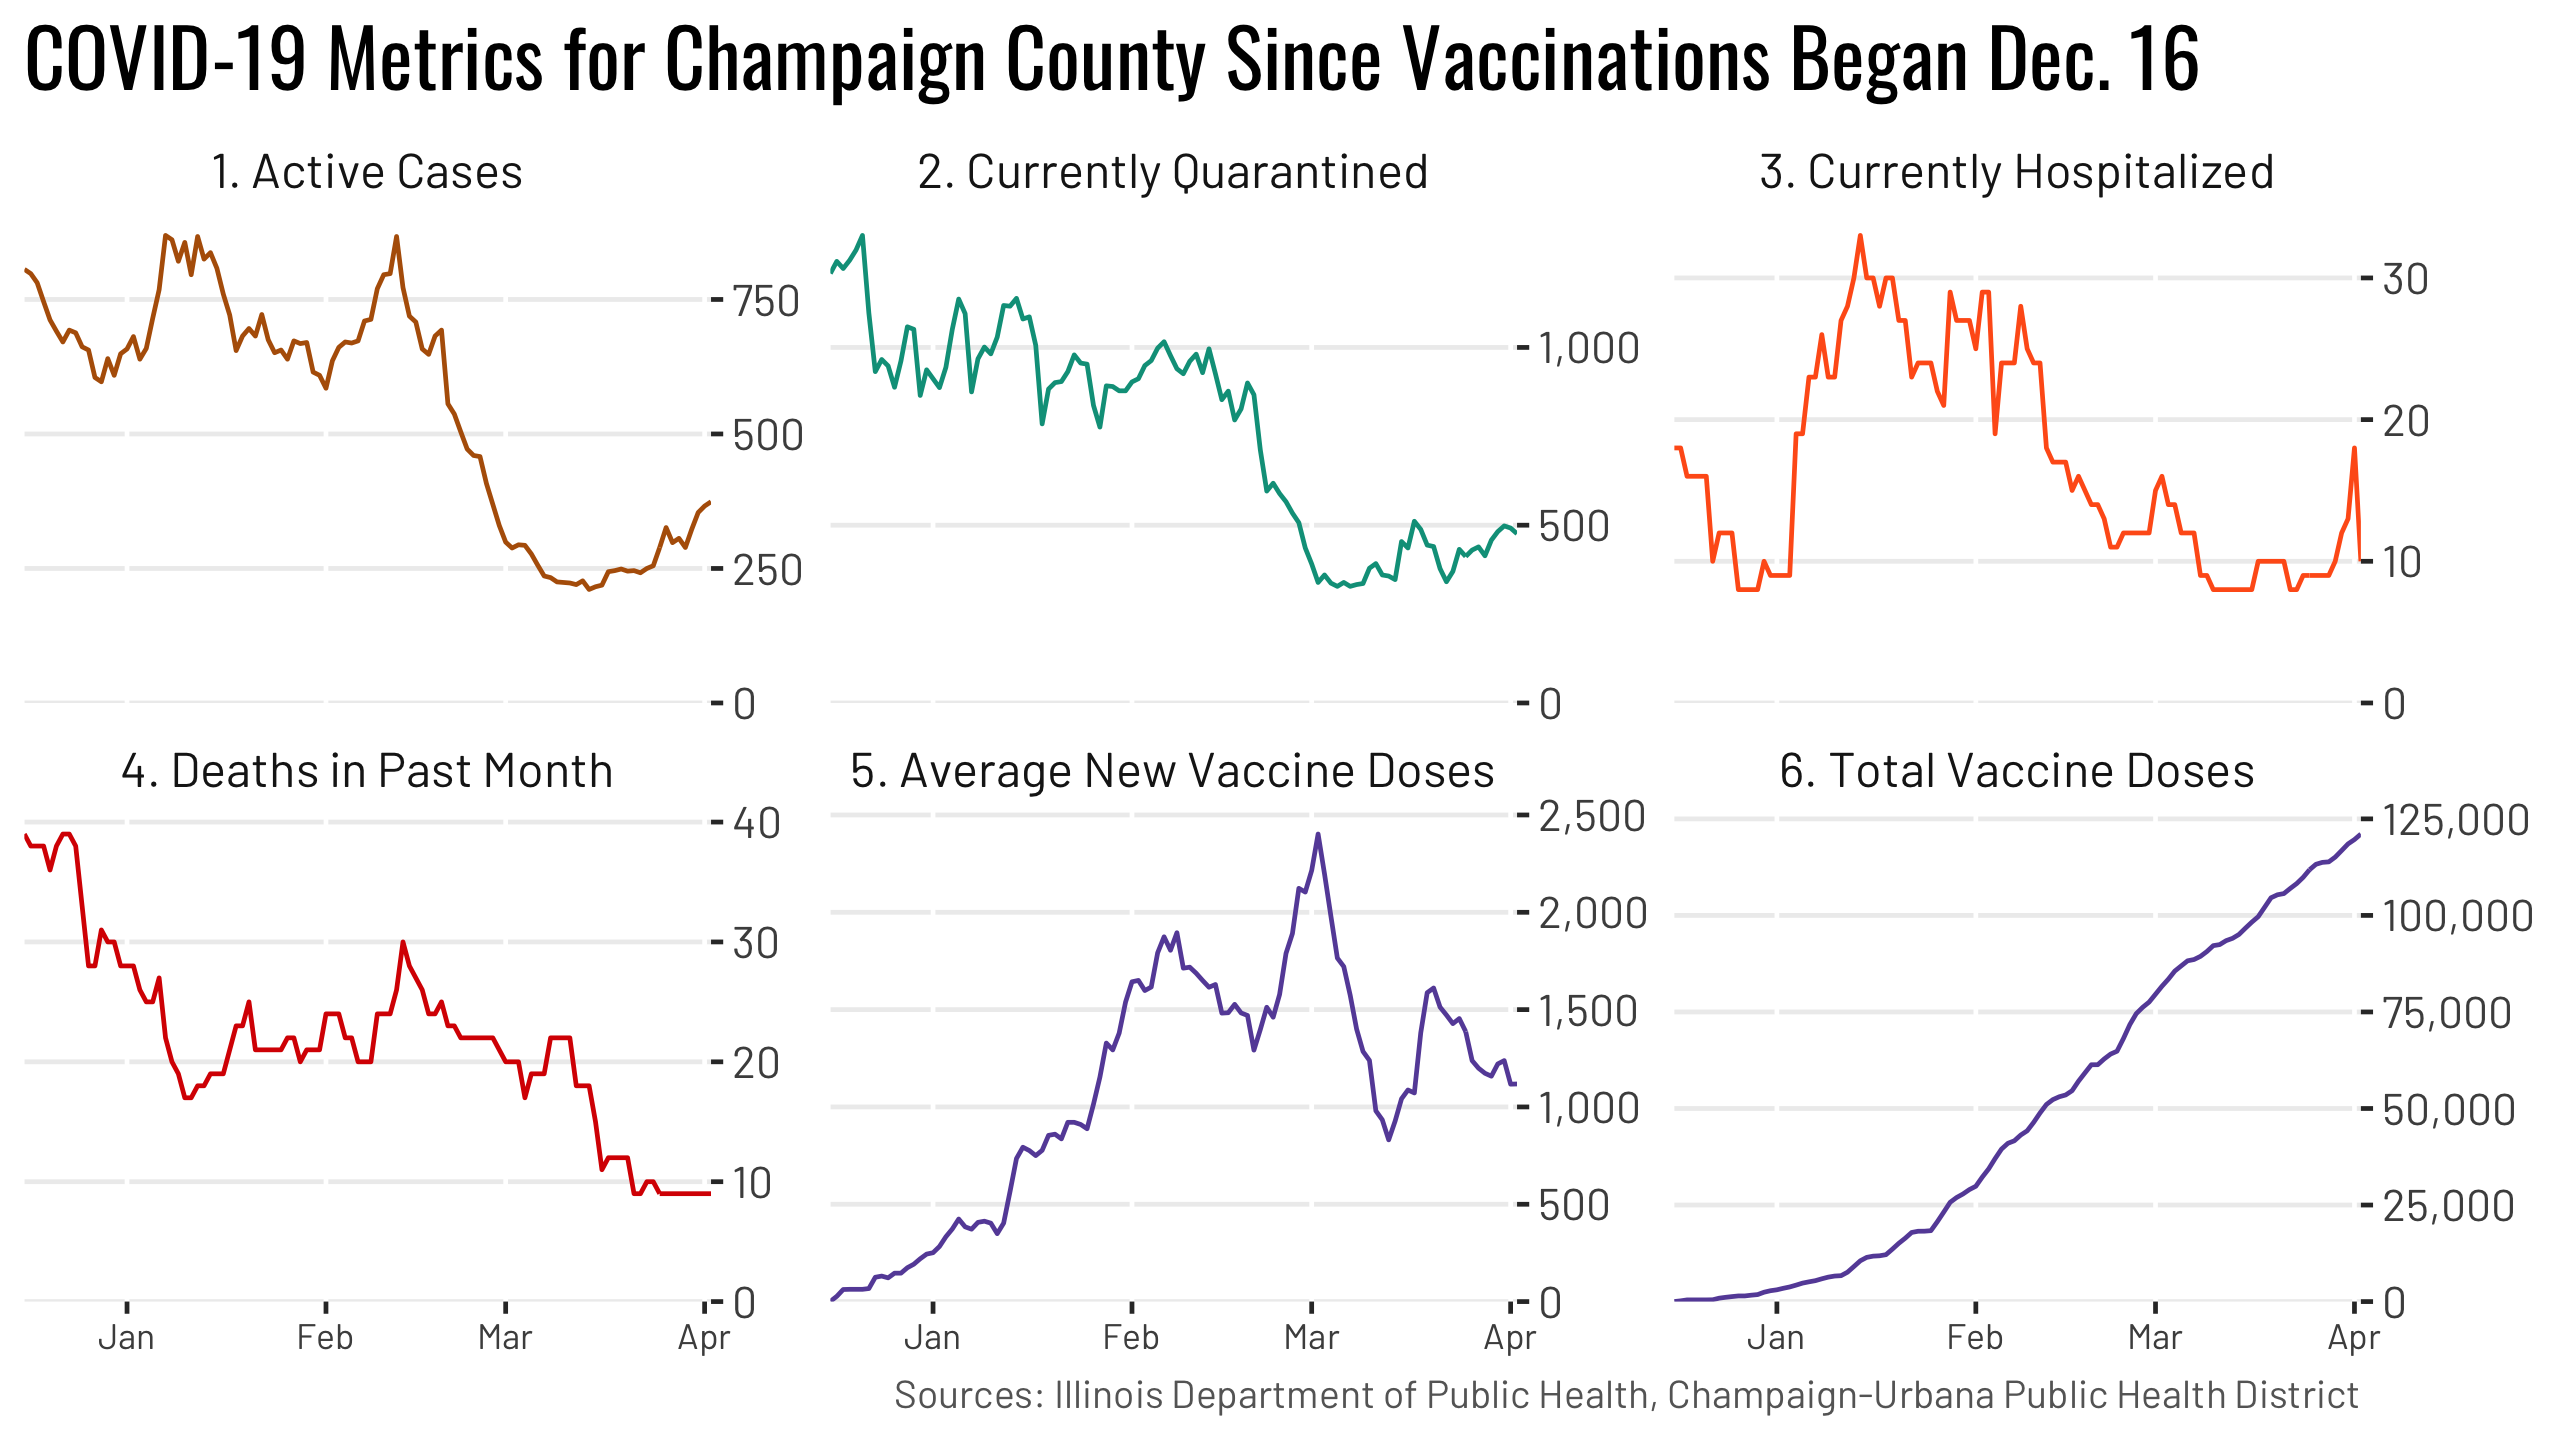 COVID-19 Metrics for Champaign County Since Vaccinations Began Dec. 16
1. Active Cases
750
500
250
0
2. Currently Quarantined
1,000
500
0
3. Currently Hospitalized
30
20
10
0
4. Deaths in Past Month
40
30
20
10
0
Jan Feb Mar Apr
5. Average New Vaccine Doses
2,500
2,000
1,500
1,000
500
0
Jan Feb Mar Apr
6. Total Vaccine Doses
125,000
100,000
75,000
50,000
25,000
0
Jan Feb Mar Apr
Sources: Illinois Department of Public Health, Champaign-Urbana Public Health District